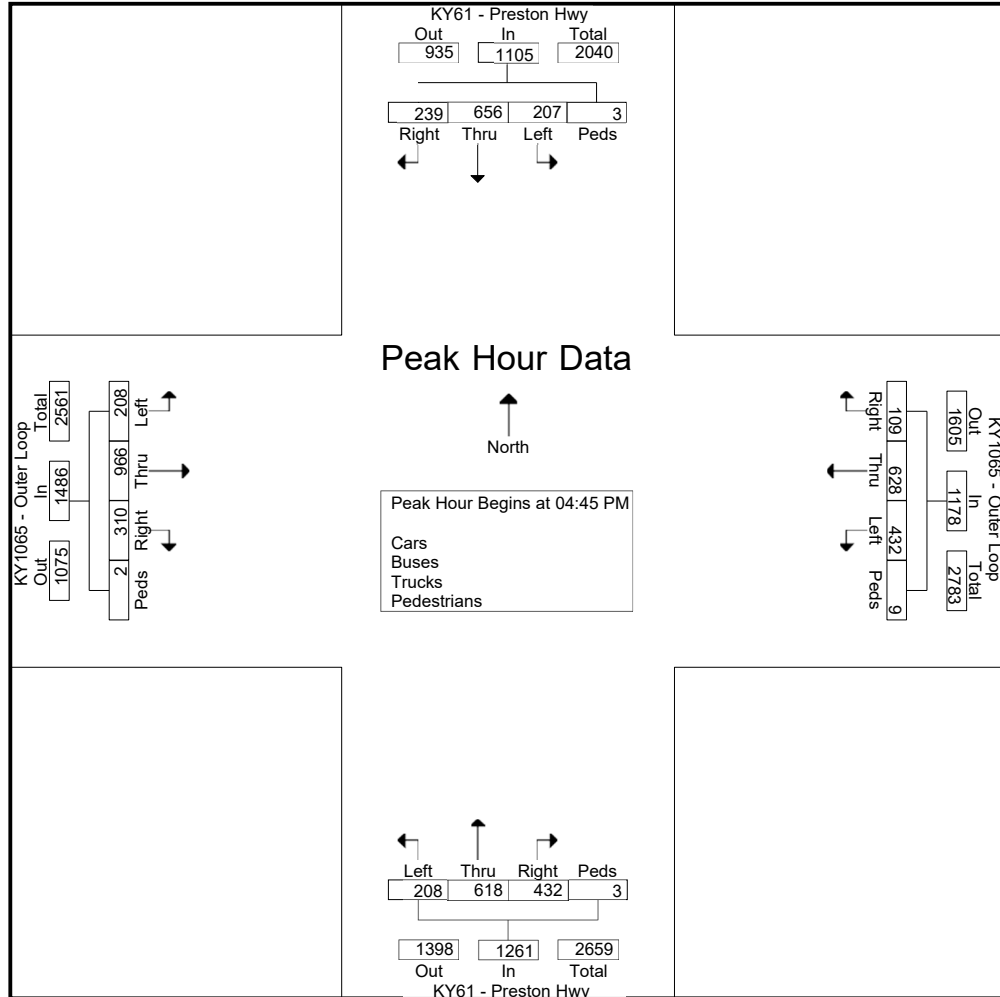 KY61 - Preston Hwy
Out In Total
935 1105 2040
239 656 207 3
Right Thru Left Peds
Peak Hour Data
North
Peak Hour Begins at 04:45 PM
Cars
Buses
Trucks
Pedestrians
KY1065 - Outer Loop
Out In Total
1075 1486 2561
208 966 310 2
Left Thru Right Peds
KY1065 - Outer Loop
Out In Total
1605 1178 2783
109 628 432 9
Right Thru Left Peds
Left Thru Right Peds
208 618 432 3
1398 1261 2659
Out In Total
KY61 - Preston Hwy